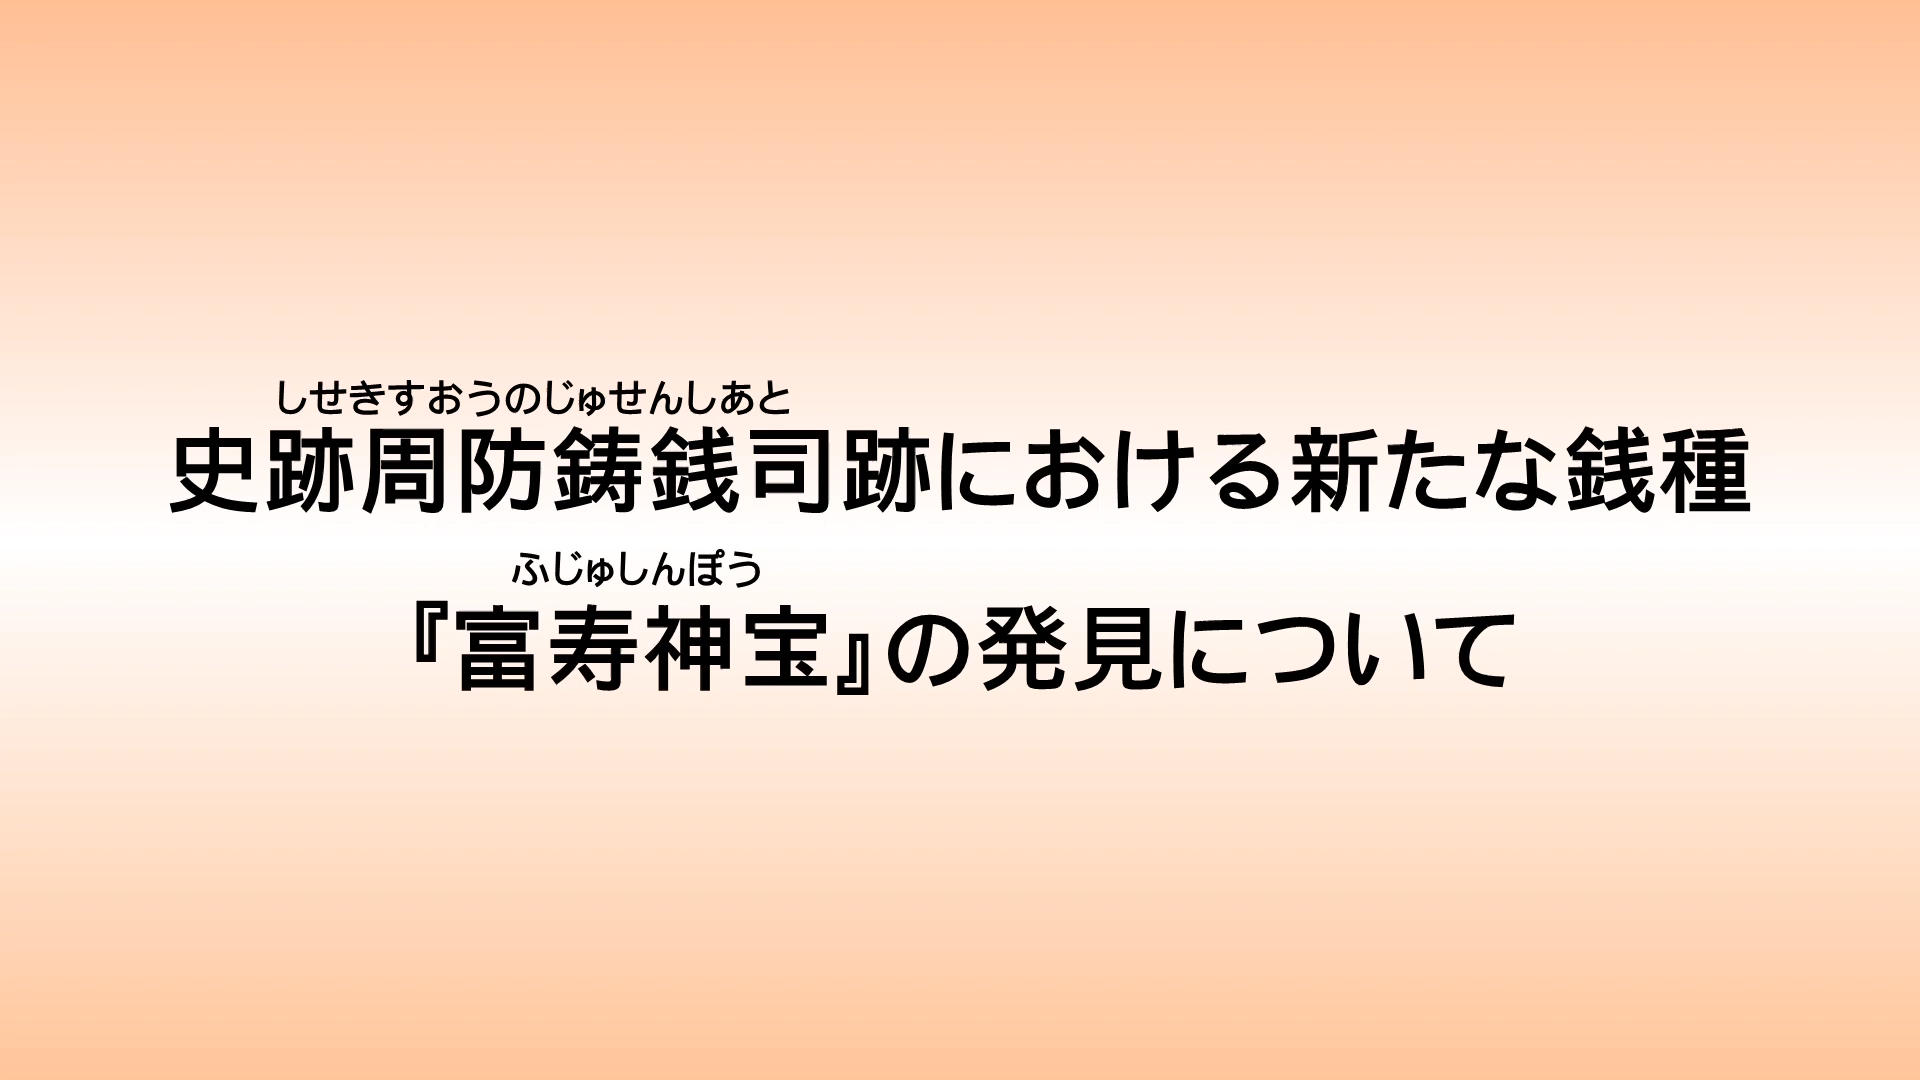 しせきすおうのじゅせんしあと
史跡周防鋳銭司跡における新たな銭種
ふじゅしんぽう
『富寿神宝』の発見について